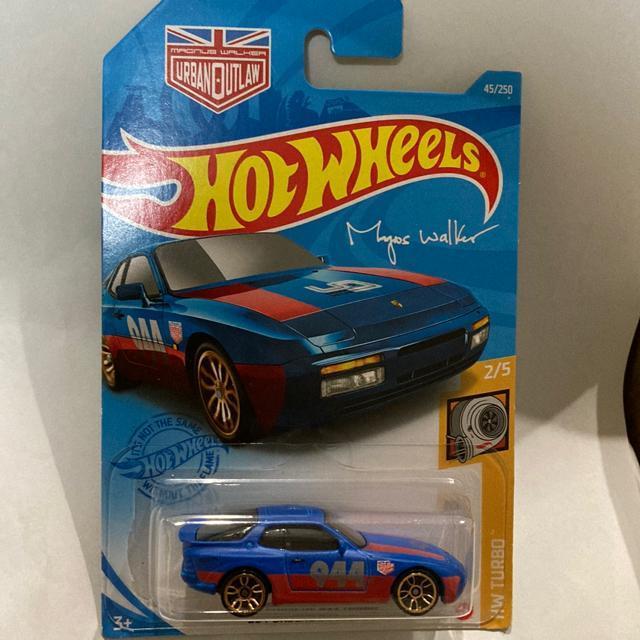 MAGNUS WALKER
URBAN OUTLAW
45/250
HOT WHEELS
Magnus Walker
944
2/5
IT'S NOT THE SAME
HOT WHEELS
WITHOUT THE FLAME
944
HW TURBO
3+